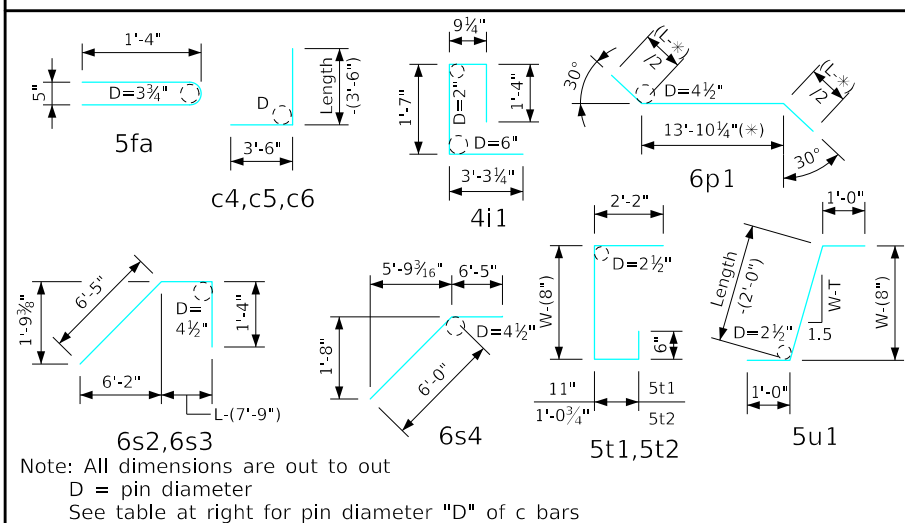 1'-4"
5"
D=3¾"
5fa
D
Length
-(3'-6")
3'-6"
c4,c5,c6
9¼"
1'-7"
D=2"
1'-4"
D=6"
3'-3¼"
4i1
30°
(L-✳)
/2
D=4½"
(L-✳)
/2
13'-10¼"(✳)
30°
6p1
1'-9⅜"
6'-5"
D=
4½"
1'-4"
6'-2"
L-(7'-9")
6s2,6s3
5'-9³⁄₁₆"
6'-5"
1'-8"
D=4½"
6'-0"
6s4
2'-2"
W-(8")
D=2½"
6"
11"
5t1
1'-0¾"
5t2
5t1,5t2
1'-0"
Length
-(2'-0")
W-T
1.5
W-(8")
D=2½"
1'-0"
5u1
Note: All dimensions are out to out
D = pin diameter
See table at right for pin diameter "D" of c bars